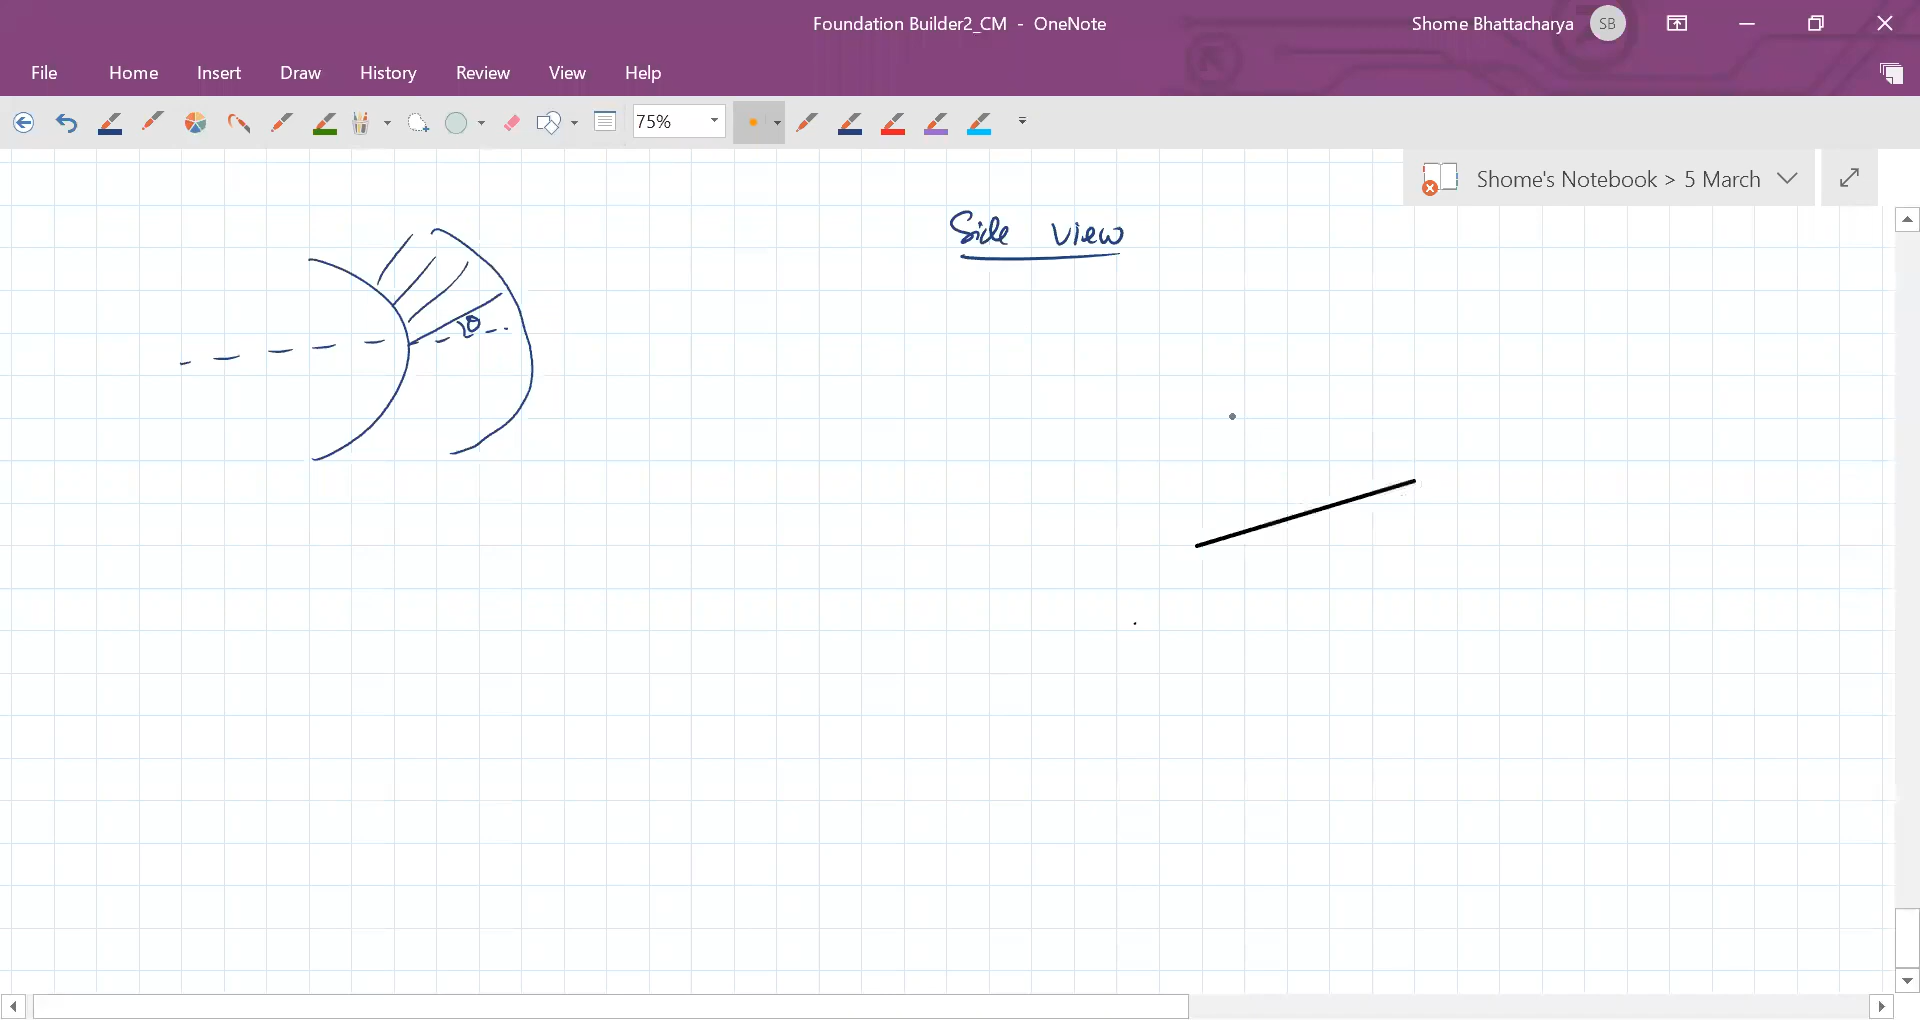 Foundation Builder2_CM - OneNote
Shome Bhattacharya SB
File Home Insert Draw History Review View Help
75%
Shome's Notebook > 5 March
Side View
θ